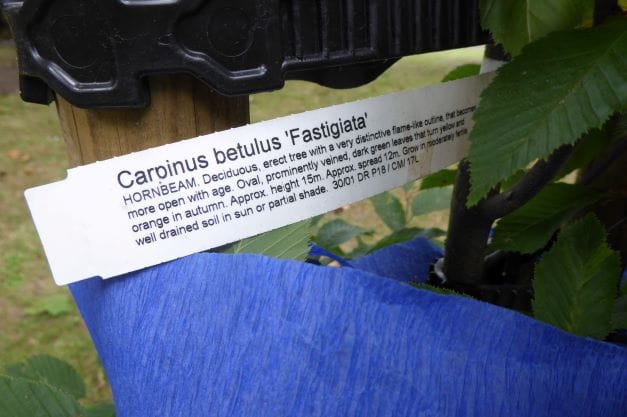 Carpinus betulus 'Fastigiata'
HORNBEAM. Deciduous, erect tree with a very distinctive flame-like outline, that becomes
more open with age. Oval, prominently veined, dark green leaves that turn yellow and
orange in autumn. Approx. height 15m. Approx. spread 12m. Grow in moderately fertile
well drained soil in sun or partial shade. 30/01 DR P18 / CM/ 17L